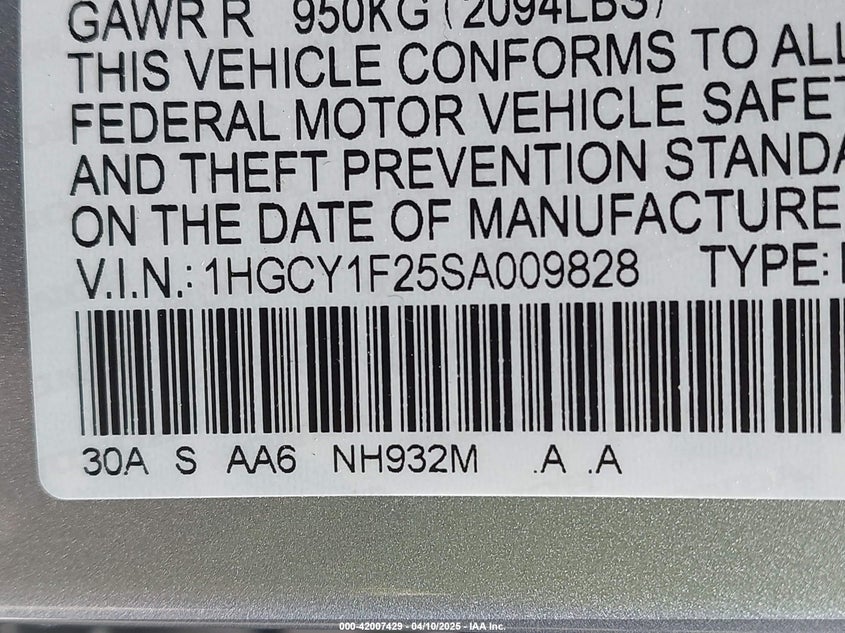 GAWR R 950KG (2094LBS)
THIS VEHICLE CONFORMS TO ALL
FEDERAL MOTOR VEHICLE SAFET
AND THEFT PREVENTION STANDA
ON THE DATE OF MANUFACTURE
V.I.N.: 1HGCY1F25SA009828 TYPE:
30A S AA6 NH932M .A .A
000-42007429 - 04/10/2025 - IAA Inc.